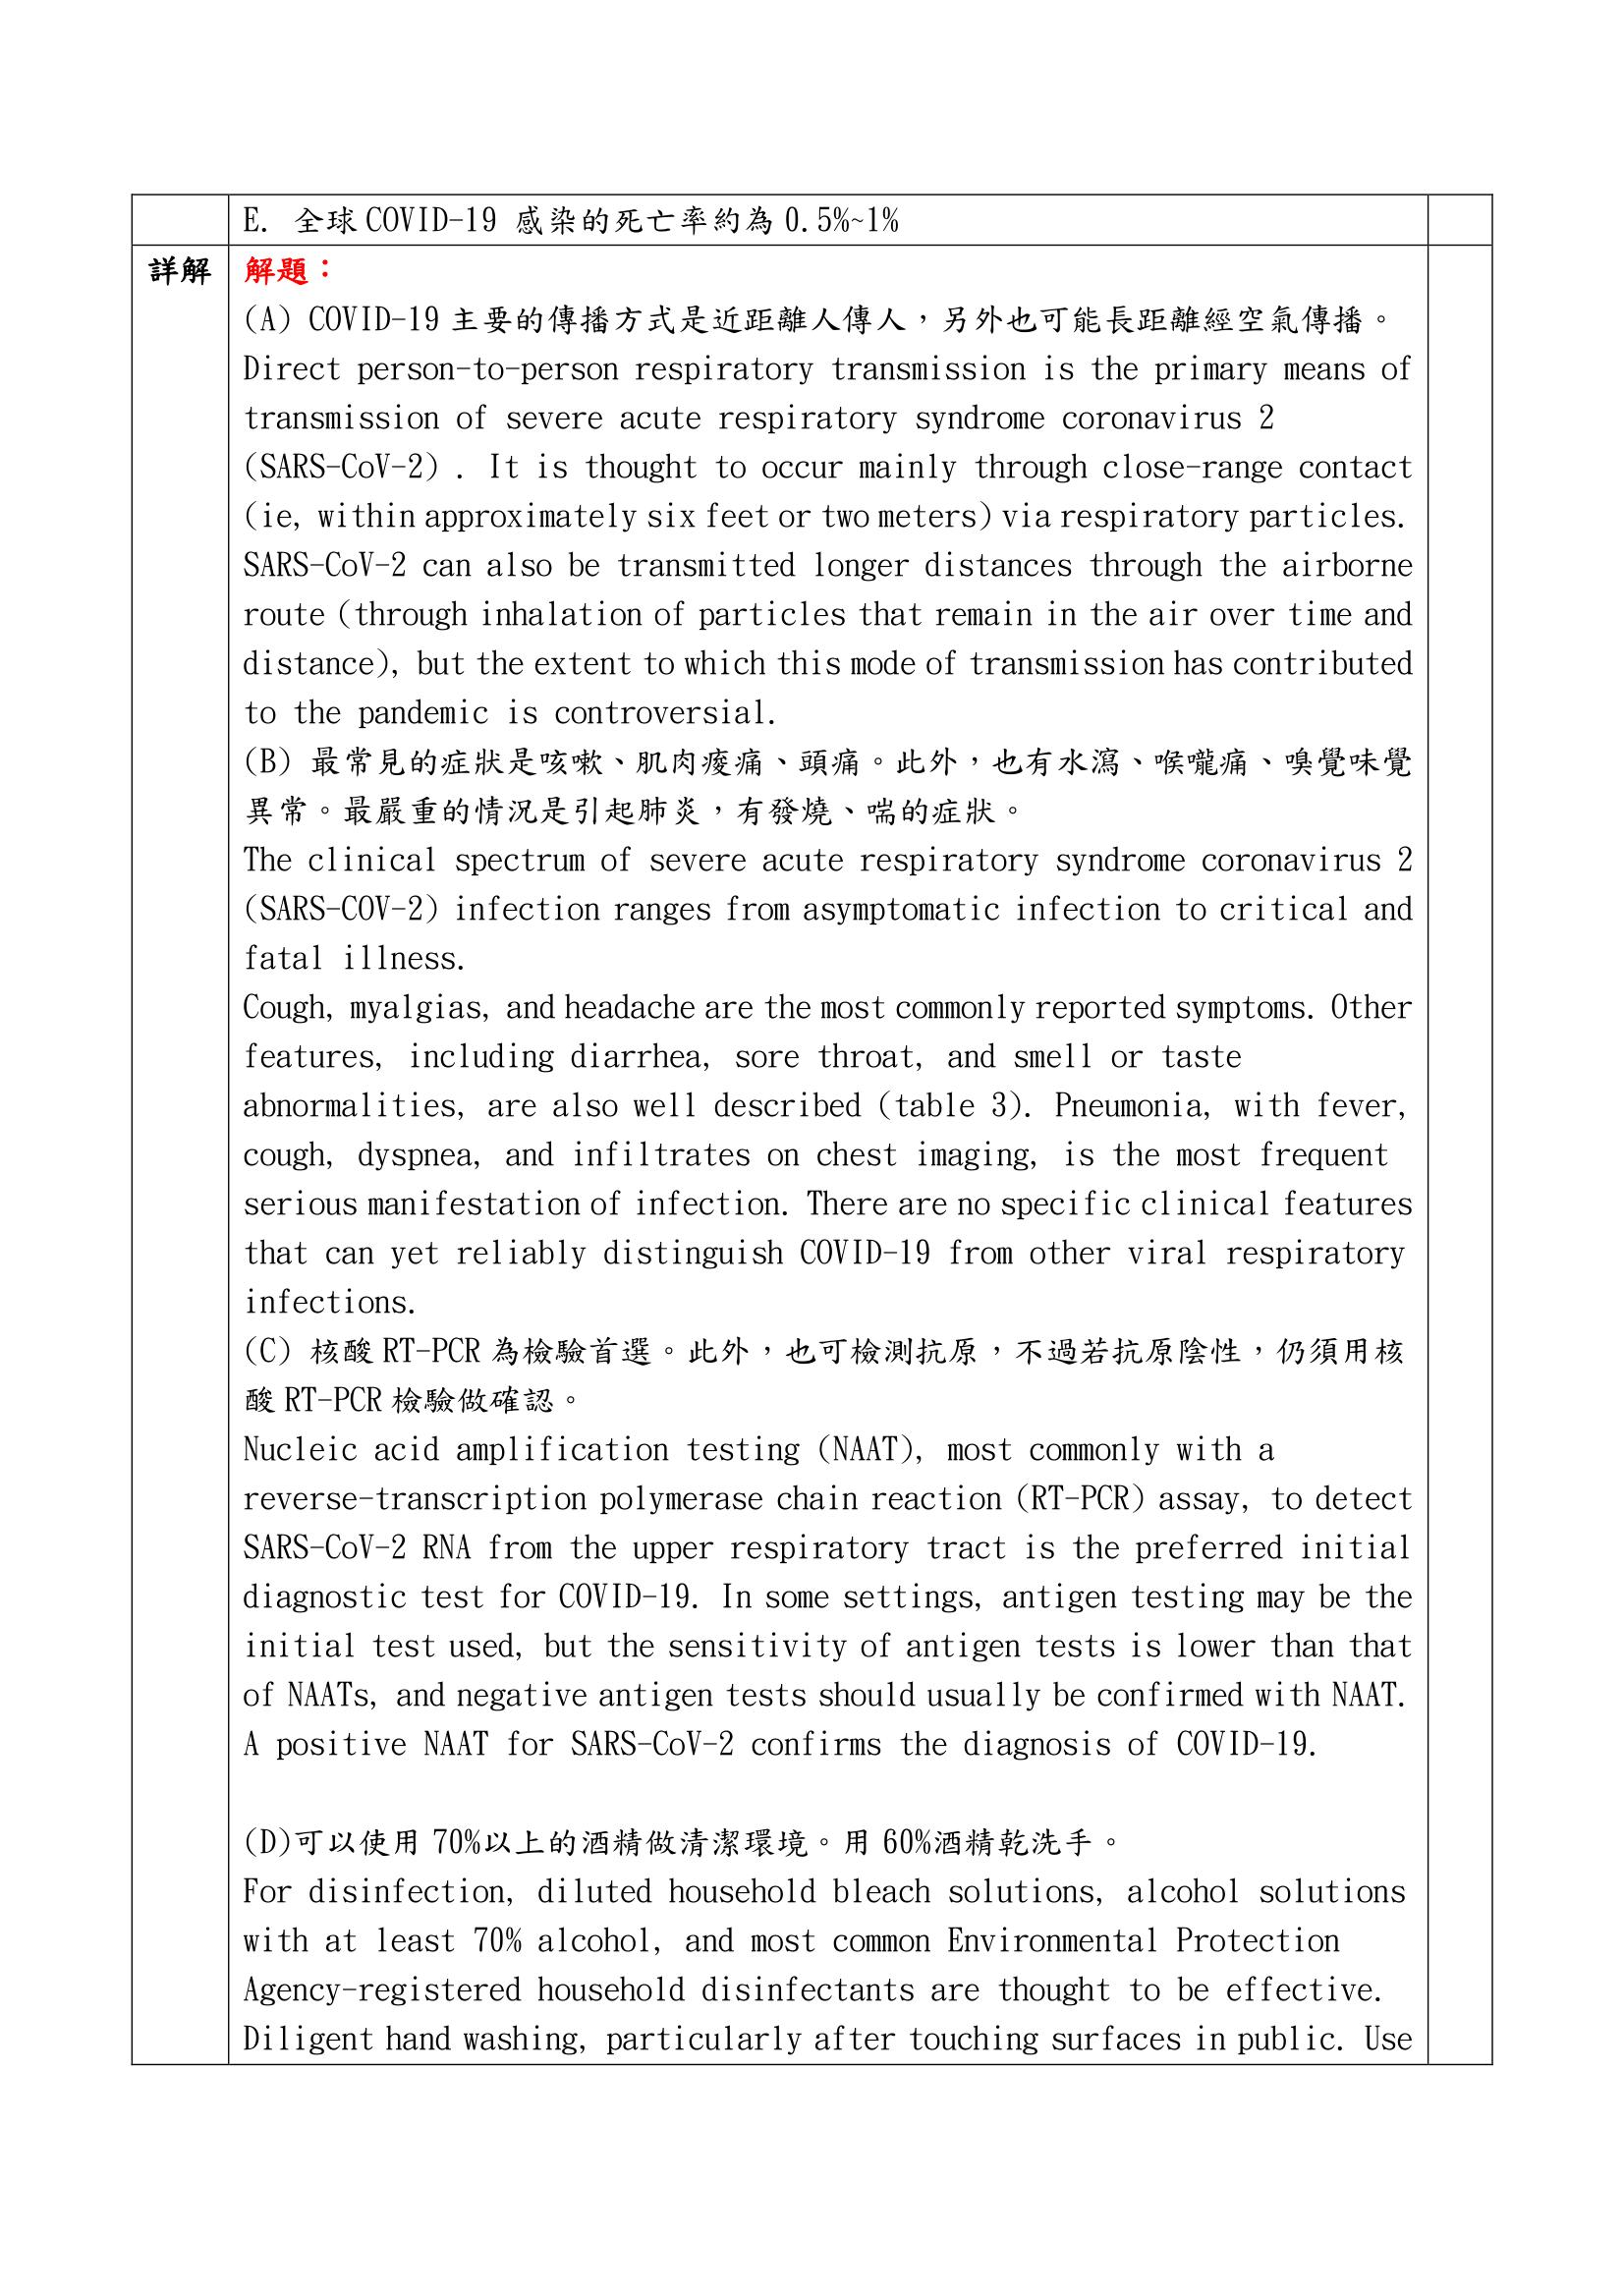 E. 全球 COVID-19 感染的死亡率約為 0.5%~1%
詳解
解題：
(A) COVID-19 主要的傳播方式是近距離人傳人，另外也可能長距離經空氣傳播。
Direct person-to-person respiratory transmission is the primary means of
transmission of severe acute respiratory syndrome coronavirus 2
(SARS-CoV-2) . It is thought to occur mainly through close-range contact
(ie, within approximately six feet or two meters) via respiratory particles.
SARS-CoV-2 can also be transmitted longer distances through the airborne
route (through inhalation of particles that remain in the air over time and
distance), but the extent to which this mode of transmission has contributed
to the pandemic is controversial.
(B) 最常見的症狀是咳嗽、肌肉痠痛、頭痛。此外，也有水瀉、喉嚨痛、嗅覺味覺
異常。最嚴重的情況是引起肺炎，有發燒、喘的症狀。
The clinical spectrum of severe acute respiratory syndrome coronavirus 2
(SARS-COV-2) infection ranges from asymptomatic infection to critical and
fatal illness.
Cough, myalgias, and headache are the most commonly reported symptoms. Other
features, including diarrhea, sore throat, and smell or taste
abnormalities, are also well described (table 3). Pneumonia, with fever,
cough, dyspnea, and infiltrates on chest imaging, is the most frequent
serious manifestation of infection. There are no specific clinical features
that can yet reliably distinguish COVID-19 from other viral respiratory
infections.
(C) 核酸 RT-PCR 為檢驗首選。此外，也可檢測抗原，不過若抗原陰性，仍須用核
酸 RT-PCR 檢驗做確認。
Nucleic acid amplification testing (NAAT), most commonly with a
reverse-transcription polymerase chain reaction (RT-PCR) assay, to detect
SARS-CoV-2 RNA from the upper respiratory tract is the preferred initial
diagnostic test for COVID-19. In some settings, antigen testing may be the
initial test used, but the sensitivity of antigen tests is lower than that
of NAATs, and negative antigen tests should usually be confirmed with NAAT.
A positive NAAT for SARS-CoV-2 confirms the diagnosis of COVID-19.
(D)可以使用 70%以上的酒精做清潔環境。用 60%酒精乾洗手。
For disinfection, diluted household bleach solutions, alcohol solutions
with at least 70% alcohol, and most common Environmental Protection
Agency-registered household disinfectants are thought to be effective.
Diligent hand washing, particularly after touching surfaces in public. Use